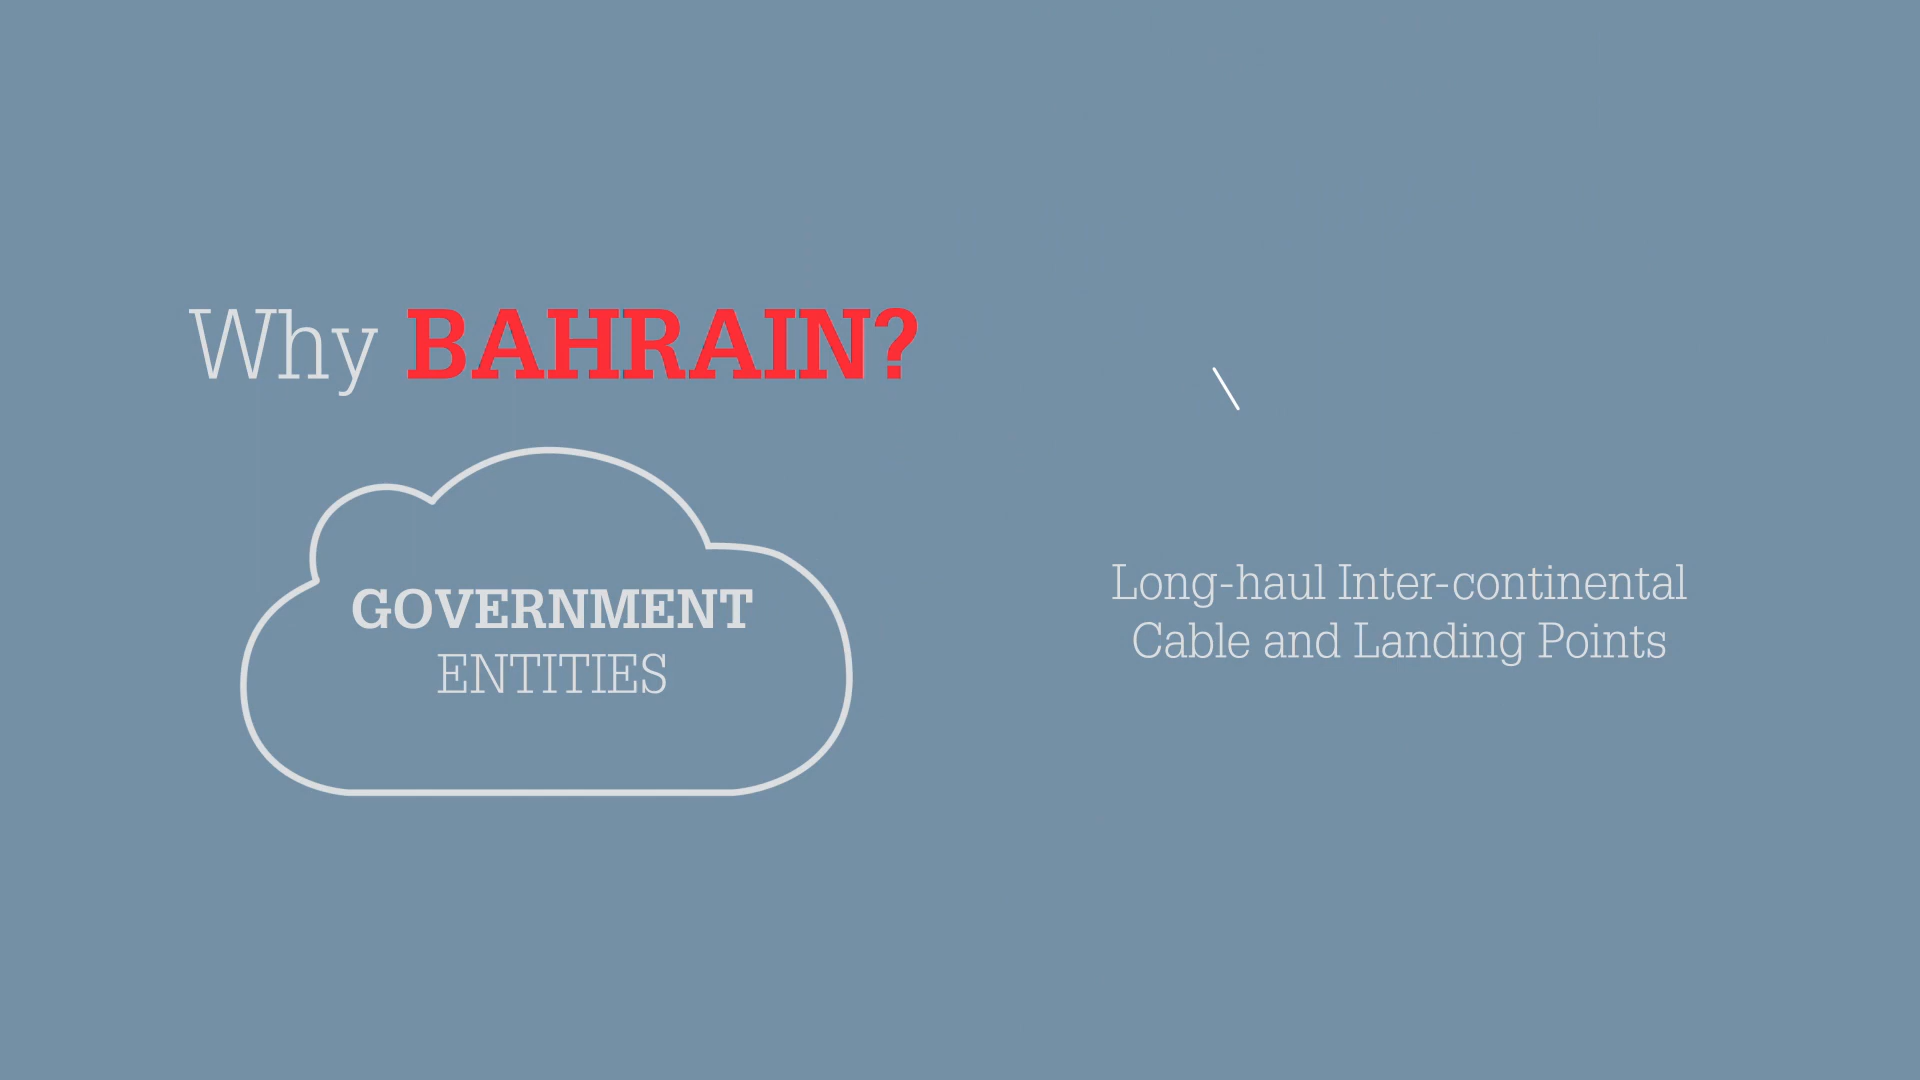 Why BAHRAIN?
GOVERNMENT
ENTITIES
Long-haul Inter-continental
Cable and Landing Points